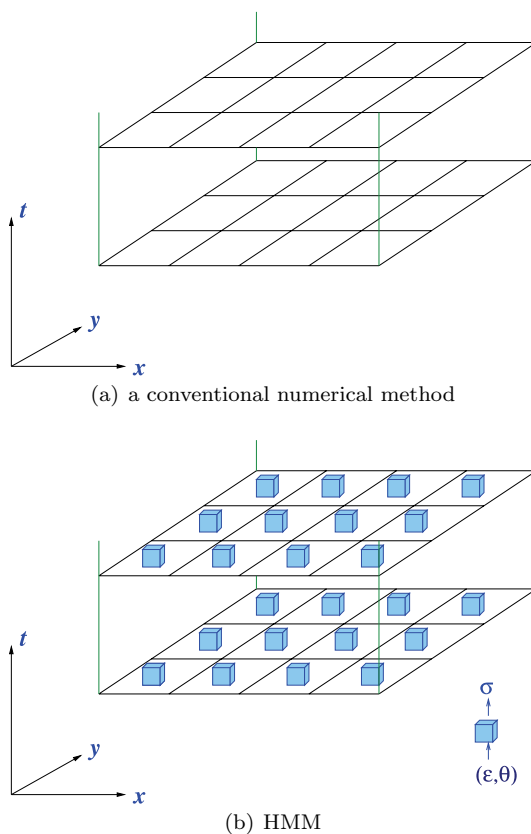 t
y
x
(a) a conventional numerical method
t
σ
y
(ε,θ)
x
(b) HMM